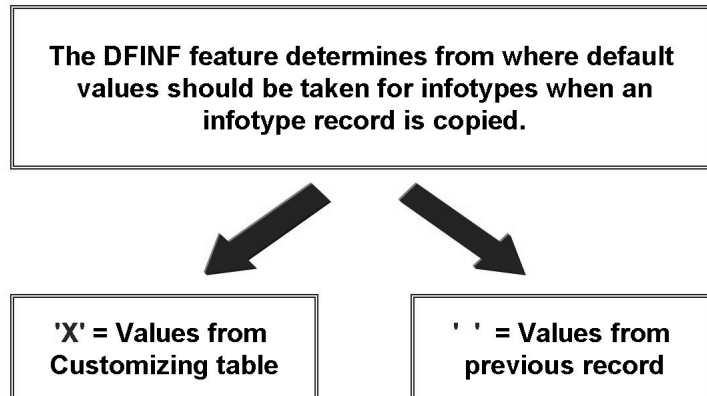 The DFINF feature determines from where default
values should be taken for infotypes when an
infotype record is copied.
'X' = Values from
Customizing table
' ' = Values from
previous record